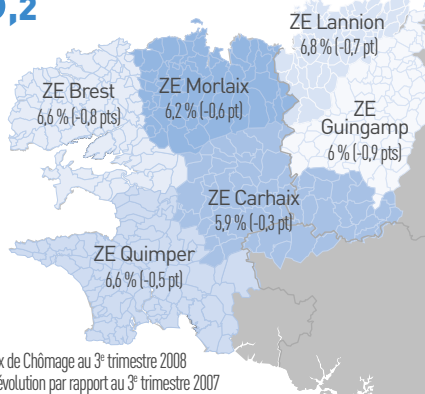 9,2
ZE Lannion
6,8 % (-0,7 pt)
ZE Brest
6,6 % (-0,8 pts)
ZE Morlaix
6,2 % (-0,6 pt)
ZE
Guingamp
6 % (-0,9 pts)
ZE Carhaix
5,9 % (-0,3 pt)
ZE Quimper
6,6 % (-0,5 pt)
x de Chômage au 3e trimestre 2008
évolution par rapport au 3e trimestre 2007